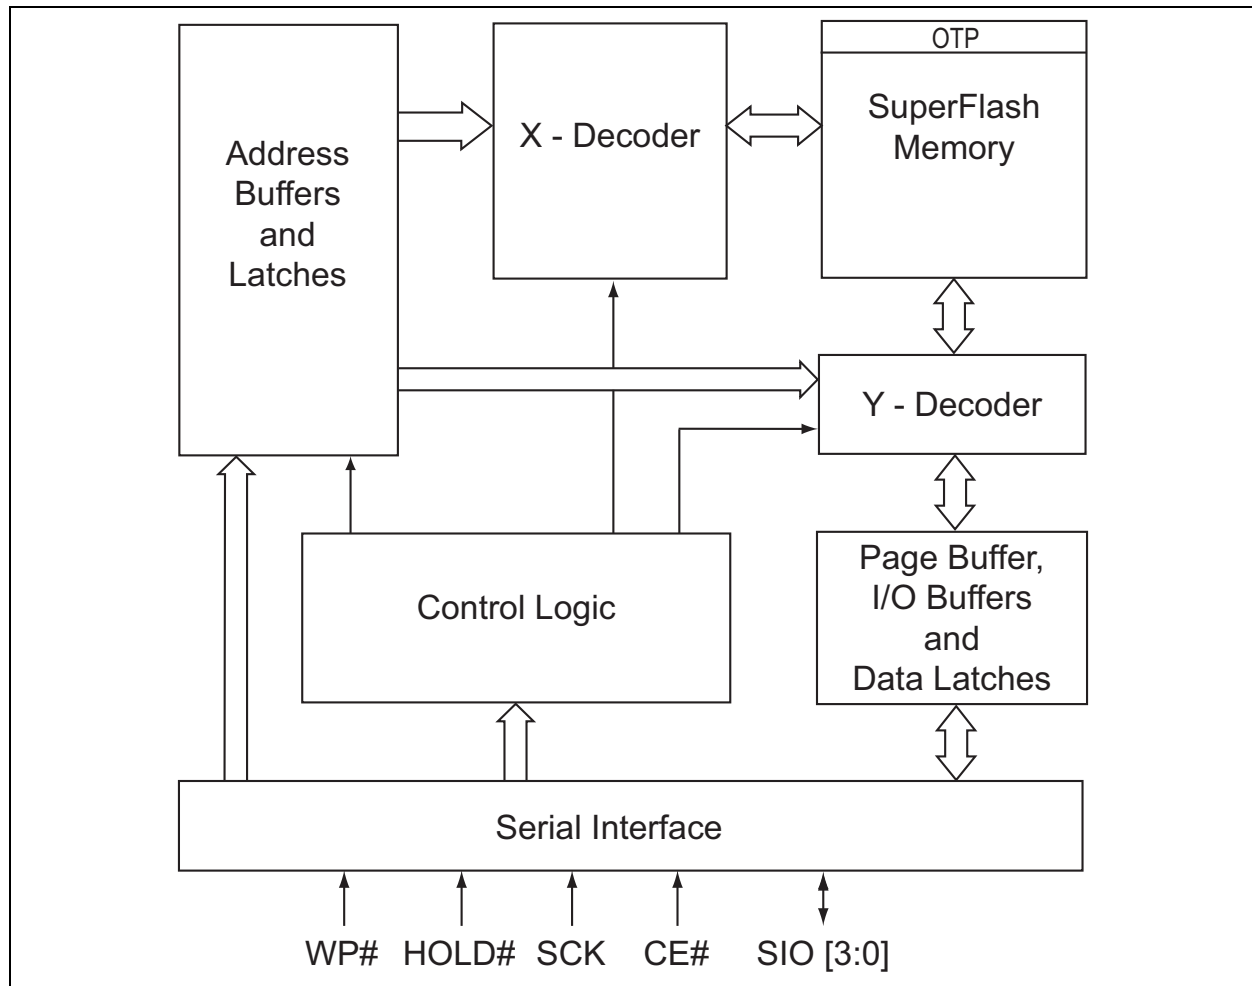 OTP
SuperFlash
Memory
X - Decoder
Address
Buffers
and
Latches
Y - Decoder
Page Buffer,
I/O Buffers
and
Data Latches
Control Logic
Serial Interface
WP# HOLD# SCK CE# SIO [3:0]